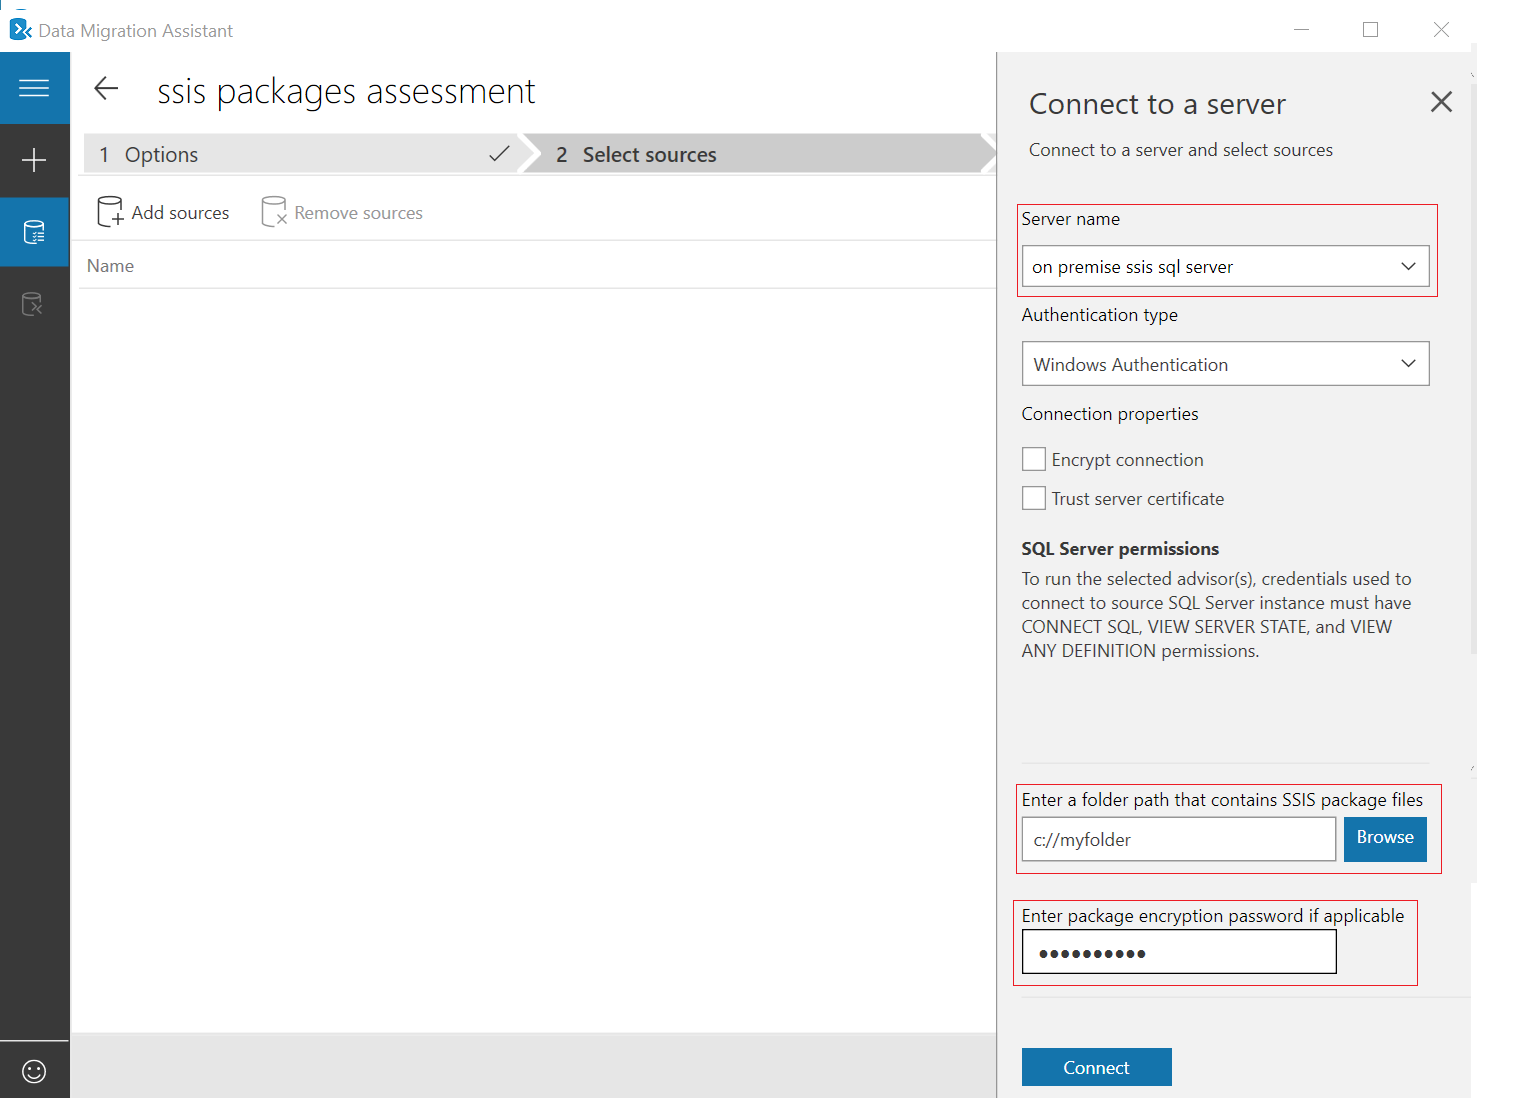 Data Migration Assistant
ssis packages assessment
1 Options
2 Select sources
Add sources
Remove sources
Name
Connect to a server
Connect to a server and select sources
Server name
on premise ssis sql server
Authentication type
Windows Authentication
Connection properties
Encrypt connection
Trust server certificate
SQL Server permissions
To run the selected advisor(s), credentials used to
connect to source SQL Server instance must have
CONNECT SQL, VIEW SERVER STATE, and VIEW
ANY DEFINITION permissions.
Enter a folder path that contains SSIS package files
c://myfolder
Browse
Enter package encryption password if applicable
••••••••••
Connect